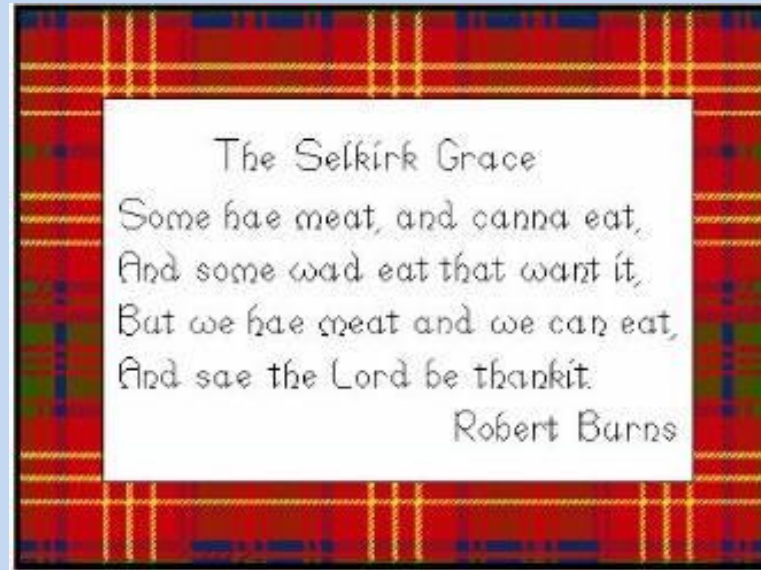 The Selkirk Grace
Some hae meat, and canna eat,
And some wad eat that want it,
But we hae meat and we can eat,
And sae the Lord be thankit.
Robert Burns